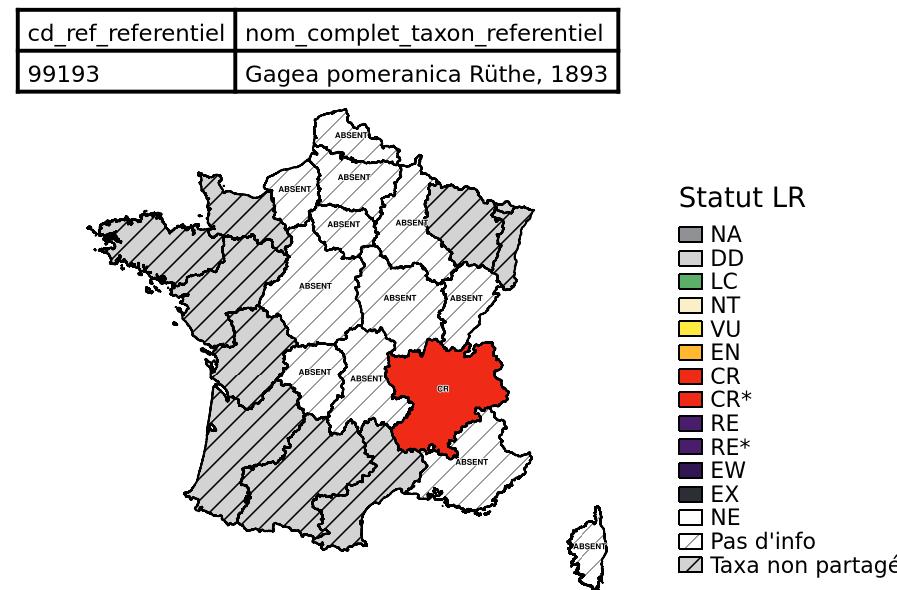 cd_ref_referentiel nom_complet_taxon_referentiel
99193 Gagea pomeranica Rüthe, 1893
ABSENT
ABSENT
ABSENT
ABSENT
ABSENT
ABSENT
ABSENT
ABSENT
ABSENT
ABSENT
CR
ABSENT
ABSENT
Statut LR
NA
DD
LC
NT
VU
EN
CR
CR*
RE
RE*
EW
EX
NE
Pas d'info
Taxa non partagé